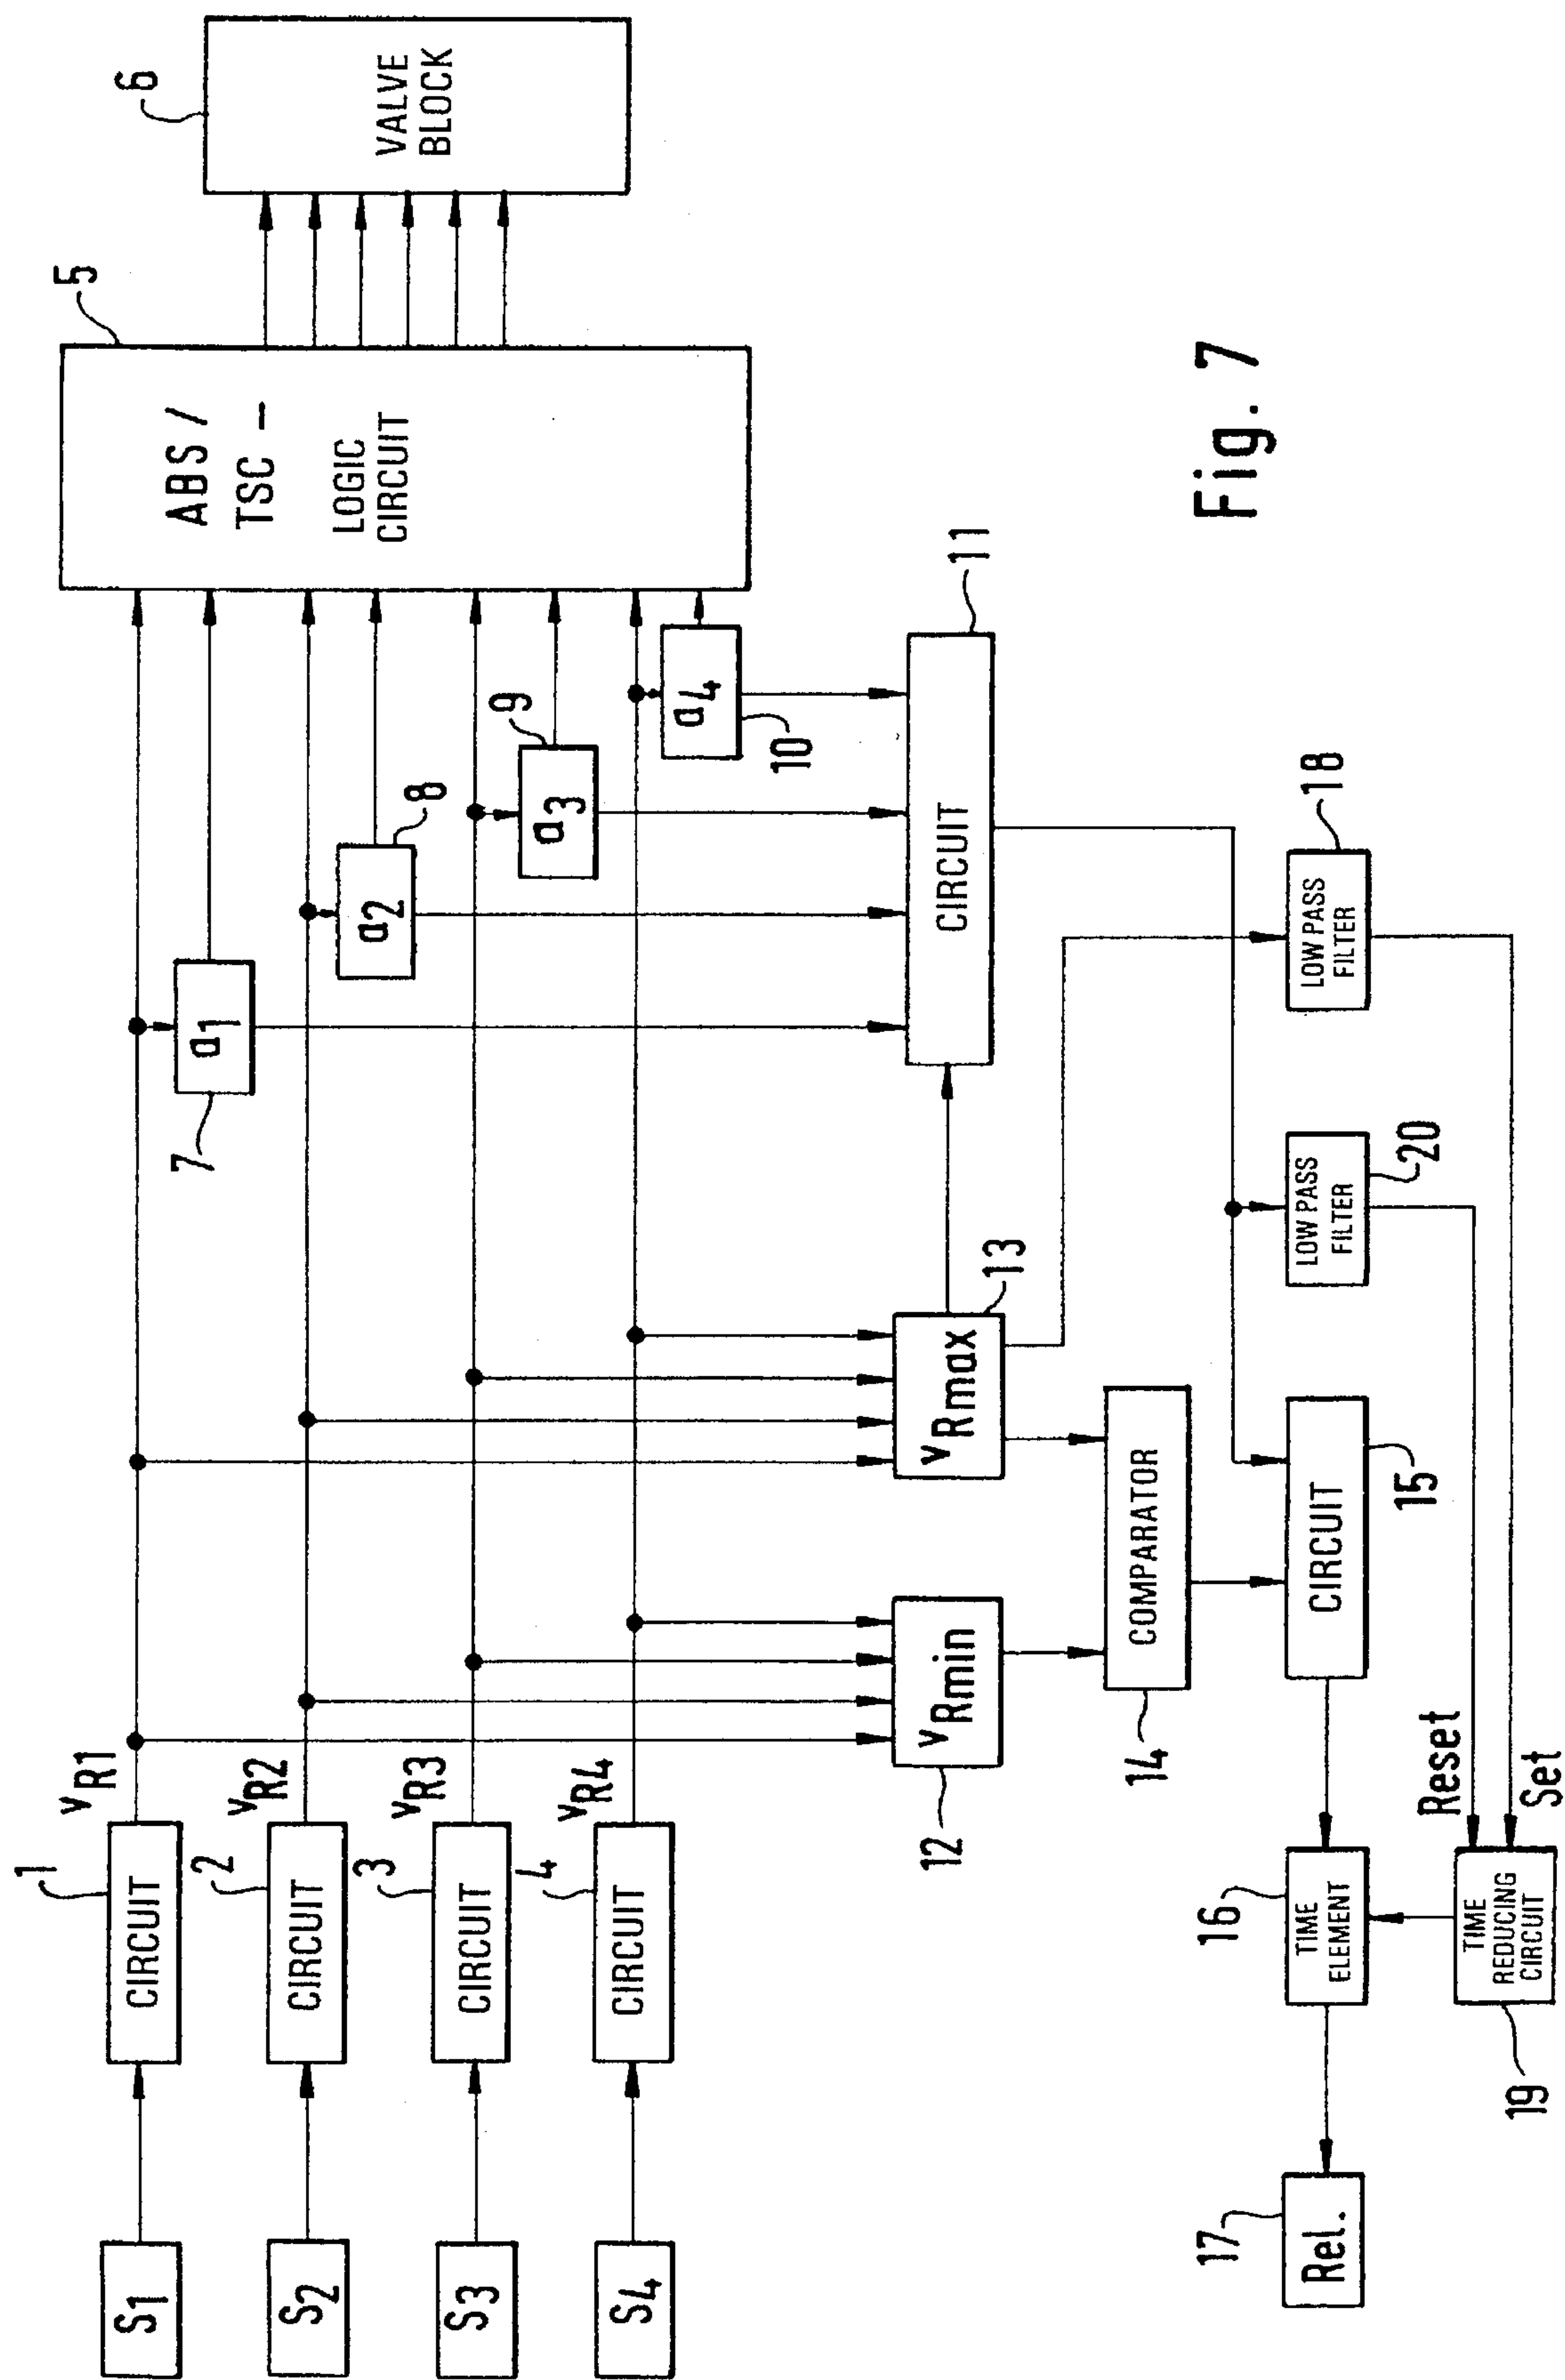 S1
S2
S3
S4
1
CIRCUIT
2
CIRCUIT
3
CIRCUIT
4
CIRCUIT
vR1
vR2
vR3
vR4
5
ABS /
TSC –
LOGIC
CIRCUIT
6
VALVE
BLOCK
7
a1
8
a2
9
a3
10
a4
11
CIRCUIT
12
vRmin
13
vRmax
14
COMPARATOR
15
CIRCUIT
16
TIME
ELEMENT
17
Rel.
18
LOW PASS
FILTER
20
LOW PASS
FILTER
Reset
Set
19
TIME
REDUCING
CIRCUIT
Fig. 7